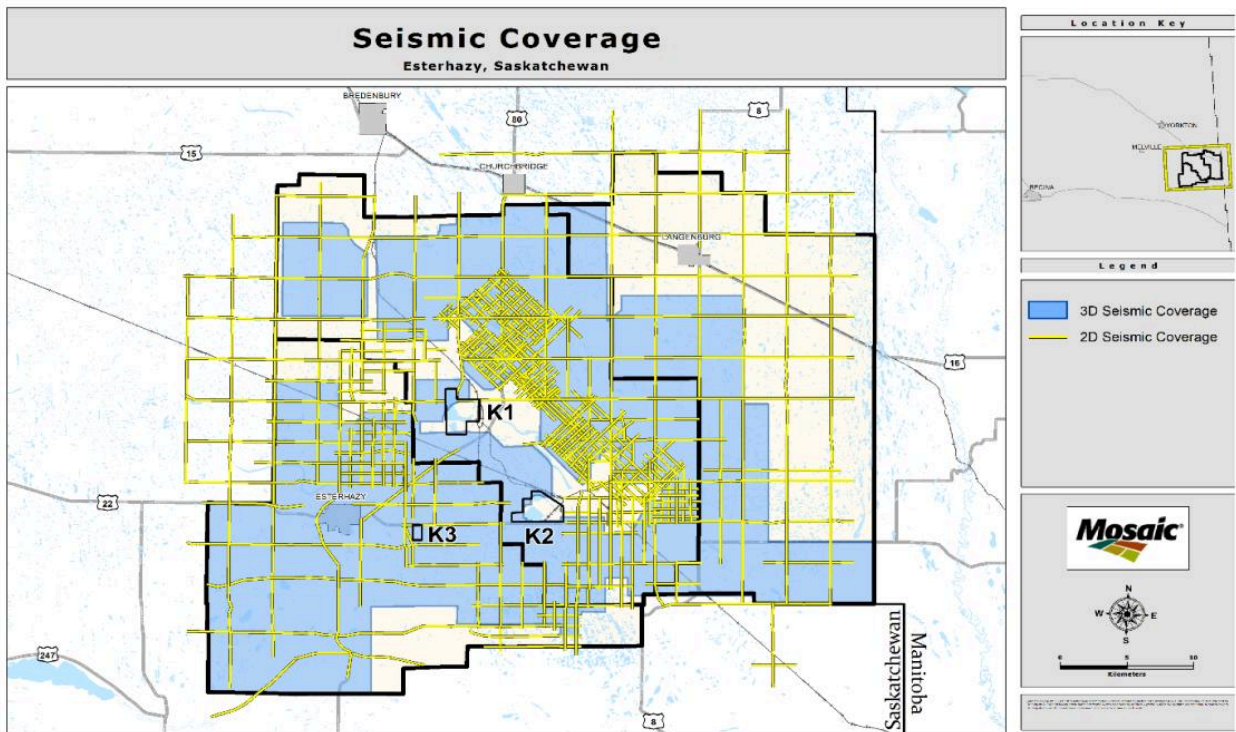 Seismic Coverage
Esterhazy, Saskatchewan
Location Key
YORKTON
MELVILLE
REGINA
Legend
3D Seismic Coverage
2D Seismic Coverage
BREDENBURY
8
80
15
CHURCHBRIDGE
LANGENBURG
16
K1
22
ESTERHAZY
K3
K2
247
8
Saskatchewan
Manitoba
Mosaic®
N
W
E
S
0 5 10
Kilometers